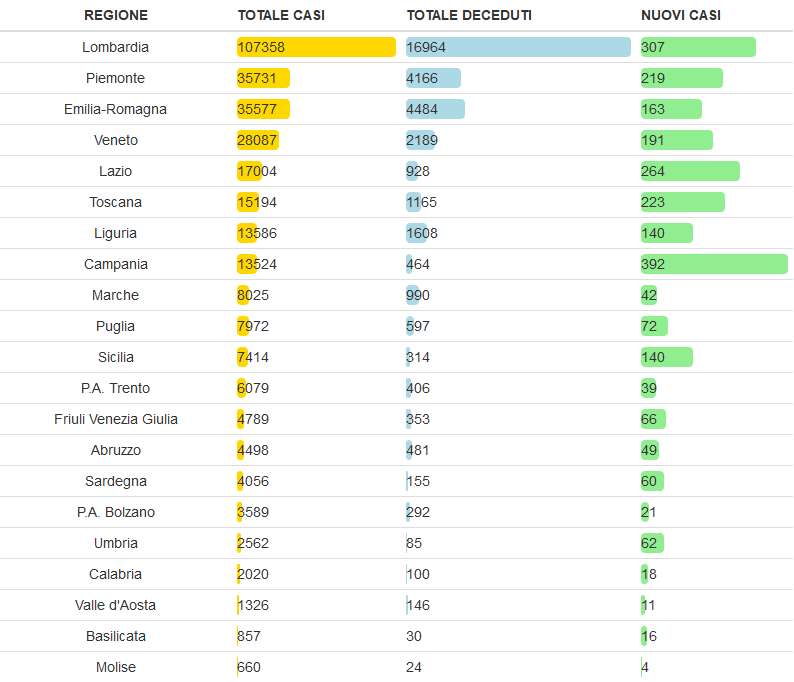 REGIONE TOTALE CASI TOTALE DECEDUTI NUOVI CASI
Lombardia 107358 16964 307
Piemonte 35731 4166 219
Emilia-Romagna 35577 4484 163
Veneto 28087 2189 191
Lazio 17004 928 264
Toscana 15194 1165 223
Liguria 13586 1608 140
Campania 13524 464 392
Marche 8025 990 42
Puglia 7972 597 72
Sicilia 7414 314 140
P.A. Trento 6079 406 39
Friuli Venezia Giulia 4789 353 66
Abruzzo 4498 481 49
Sardegna 4056 155 60
P.A. Bolzano 3589 292 21
Umbria 2562 85 62
Calabria 2020 100 18
Valle d'Aosta 1326 146 11
Basilicata 857 30 16
Molise 660 24 4